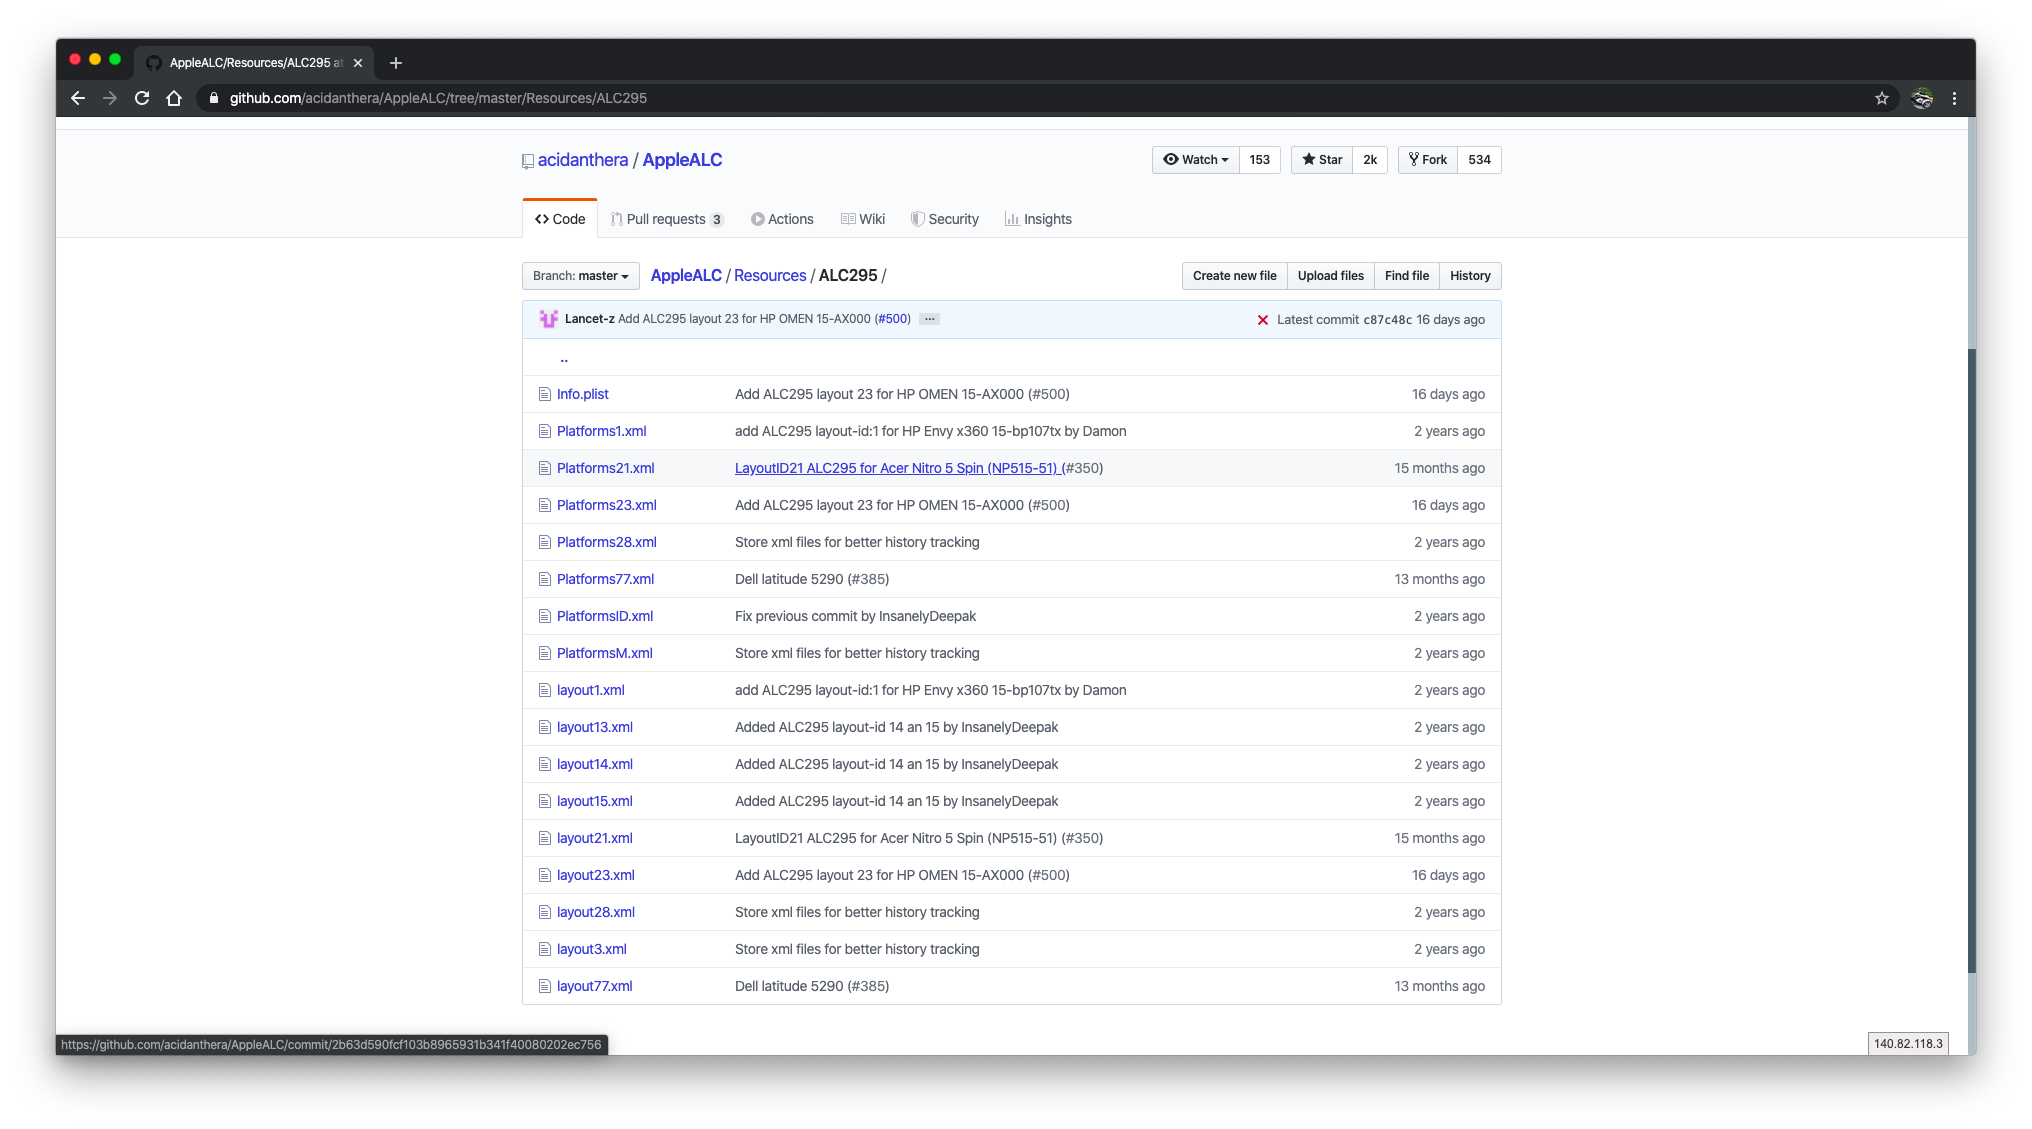 AppleALC/Resources/ALC295 at
github.com/acidanthera/AppleALC/tree/master/Resources/ALC295
acidanthera / AppleALC
Watch 153 Star 2k Fork 534
Code Pull requests 3 Actions Wiki Security Insights
Branch: master AppleALC / Resources / ALC295 / Create new file Upload files Find file History
Lancet-z Add ALC295 layout 23 for HP OMEN 15-AX000 (#500) ... Latest commit c87c48c 16 days ago
..
Info.plist Add ALC295 layout 23 for HP OMEN 15-AX000 (#500) 16 days ago
Platforms1.xml add ALC295 layout-id:1 for HP Envy x360 15-bp107tx by Damon 2 years ago
Platforms21.xml LayoutID21 ALC295 for Acer Nitro 5 Spin (NP515-51) (#350) 15 months ago
Platforms23.xml Add ALC295 layout 23 for HP OMEN 15-AX000 (#500) 16 days ago
Platforms28.xml Store xml files for better history tracking 2 years ago
Platforms77.xml Dell latitude 5290 (#385) 13 months ago
PlatformsID.xml Fix previous commit by InsanelyDeepak 2 years ago
PlatformsM.xml Store xml files for better history tracking 2 years ago
layout1.xml add ALC295 layout-id:1 for HP Envy x360 15-bp107tx by Damon 2 years ago
layout13.xml Added ALC295 layout-id 14 an 15 by InsanelyDeepak 2 years ago
layout14.xml Added ALC295 layout-id 14 an 15 by InsanelyDeepak 2 years ago
layout15.xml Added ALC295 layout-id 14 an 15 by InsanelyDeepak 2 years ago
layout21.xml LayoutID21 ALC295 for Acer Nitro 5 Spin (NP515-51) (#350) 15 months ago
layout23.xml Add ALC295 layout 23 for HP OMEN 15-AX000 (#500) 16 days ago
layout28.xml Store xml files for better history tracking 2 years ago
layout3.xml Store xml files for better history tracking 2 years ago
layout77.xml Dell latitude 5290 (#385) 13 months ago
https://github.com/acidanthera/AppleALC/commit/2b63d590fcf103b8965931b341f40080202ec756
140.82.118.3